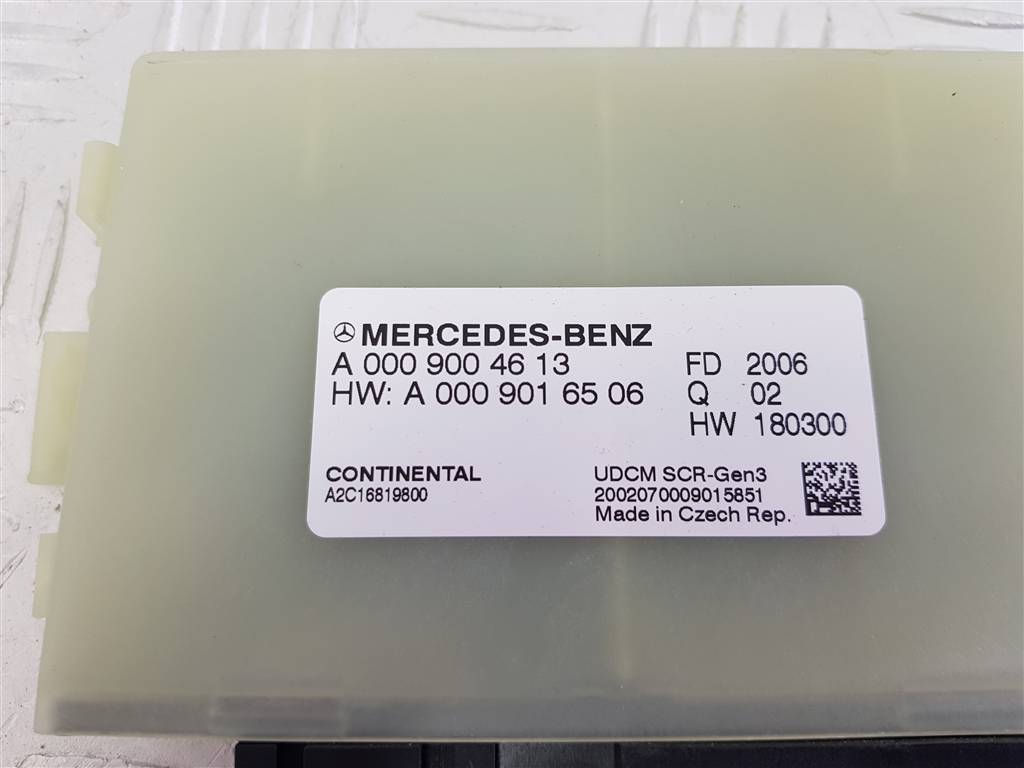 MERCEDES-BENZ
A 000 900 46 13 FD 2006
HW: A 000 901 65 06 Q 02
HW 180300
CONTINENTAL UDCM SCR-Gen3
A2C16819800 2002070009015851
Made in Czech Rep.